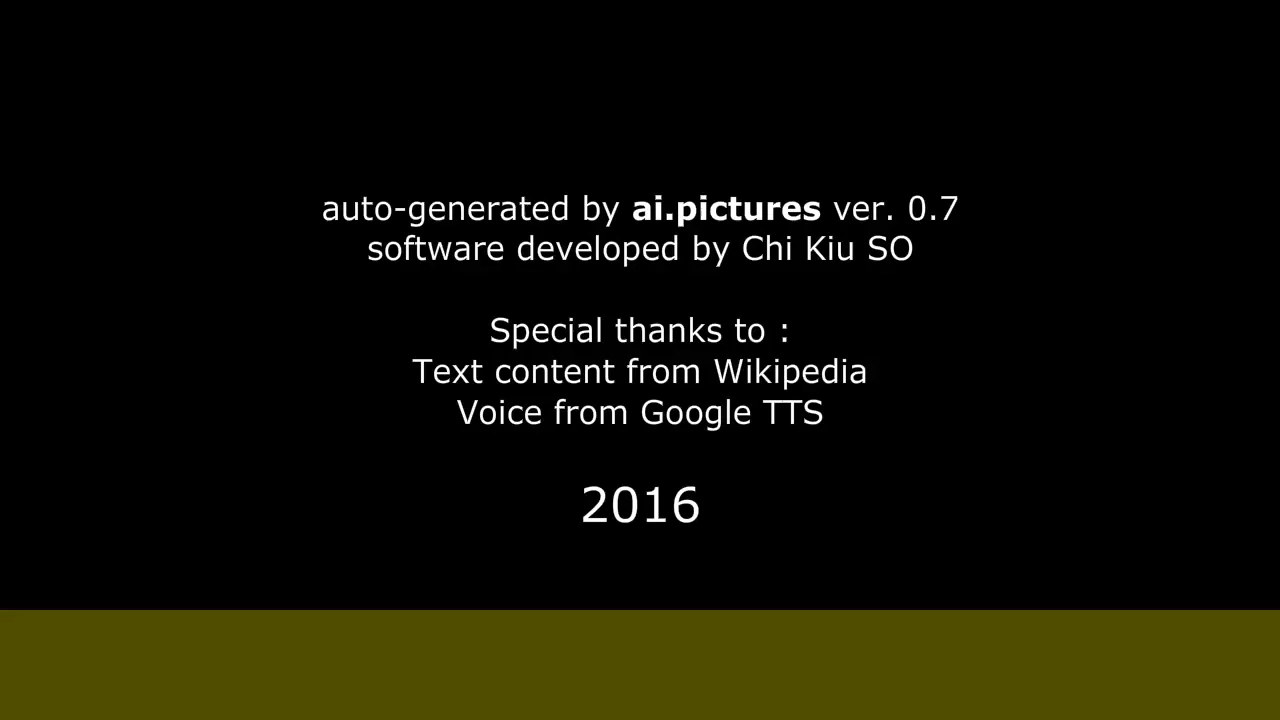 auto-generated by ai.pictures ver. 0.7
software developed by Chi Kiu SO
Special thanks to :
Text content from Wikipedia
Voice from Google TTS
2016